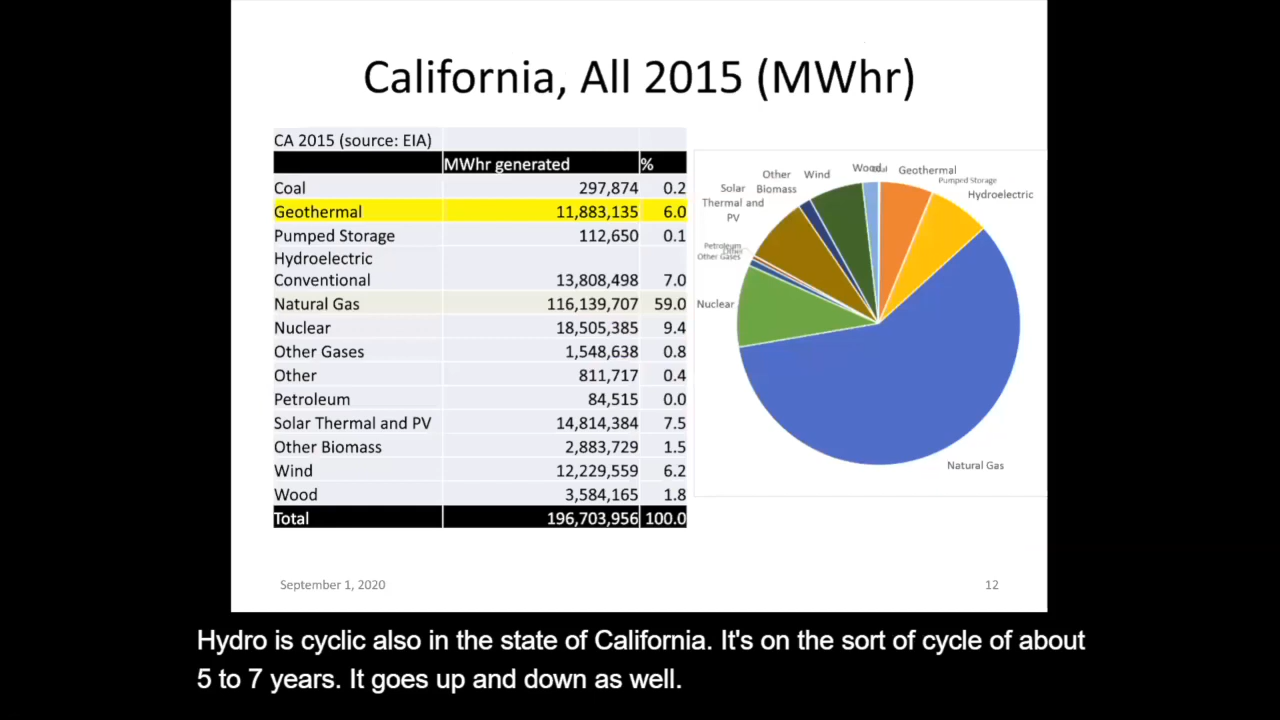 California, All 2015 (MWhr)
CA 2015 (source: EIA)
MWhr generated %
Coal 297,874 0.2
Geothermal 11,883,135 6.0
Pumped Storage 112,650 0.1
Hydroelectric
Conventional 13,808,498 7.0
Natural Gas 116,139,707 59.0
Nuclear 18,505,385 9.4
Other Gases 1,548,638 0.8
Other 811,717 0.4
Petroleum 84,515 0.0
Solar Thermal and PV 14,814,384 7.5
Other Biomass 2,883,729 1.5
Wind 12,229,559 6.2
Wood 3,584,165 1.8
Total 196,703,956 100.0
Wood
Geothermal
Pumped Storage
Hydroelectric
Natural Gas
Nuclear
Other Gases
Petroleum
Solar
Thermal and
PV
Other
Biomass
Wind
September 1, 2020
12
Hydro is cyclic also in the state of California. It's on the sort of cycle of about
5 to 7 years. It goes up and down as well.